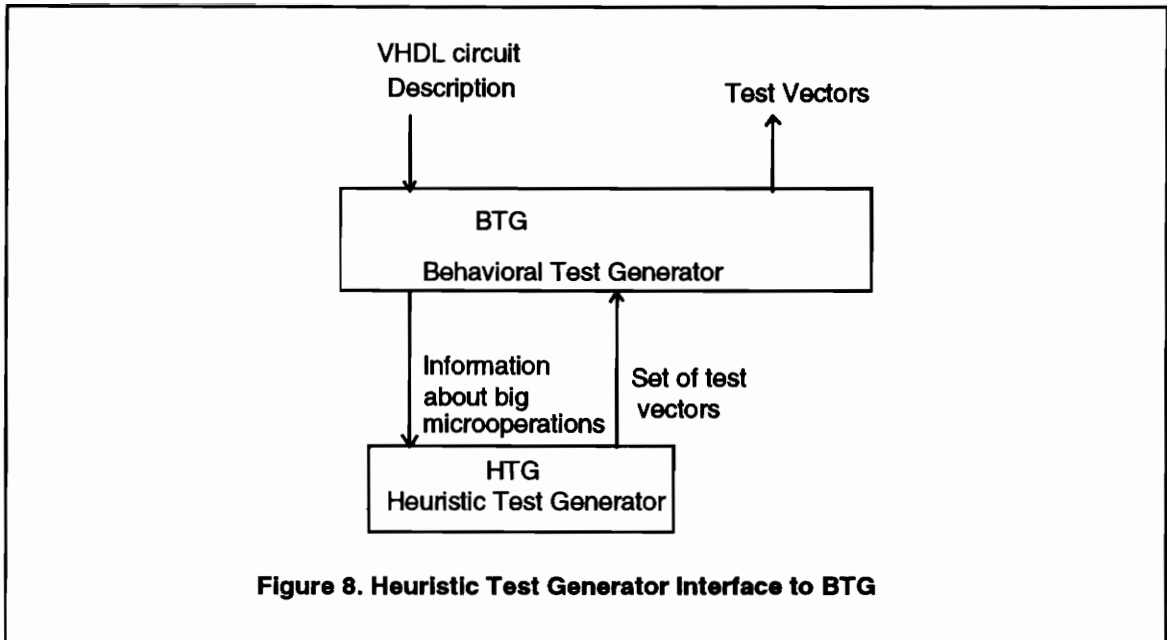 VHDL circuit
Description
Test Vectors
BTG
Behavioral Test Generator
Information
about big
microoperations
Set of test
vectors
HTG
Heuristic Test Generator
Figure 8. Heuristic Test Generator Interface to BTG